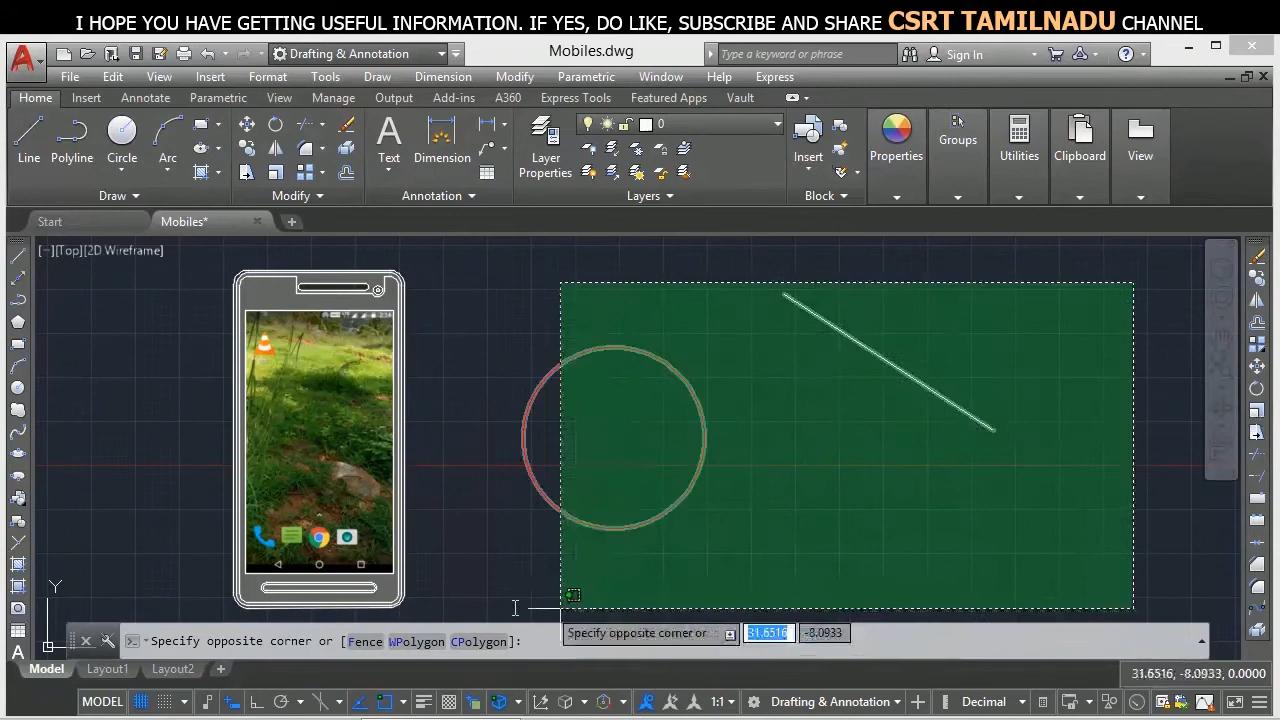 I HOPE YOU HAVE GETTING USEFUL INFORMATION. IF YES, DO LIKE, SUBSCRIBE AND SHARE CSRT TAMILNADU CHANNEL
Drafting & Annotation
Mobiles.dwg
Type a keyword or phrase
Sign In
File Edit View Insert Format Tools Draw Dimension Modify Parametric Window Help Express
Home Insert Annotate Parametric View Manage Output Add-ins A360 Express Tools Featured Apps Vault
0
Line Polyline Circle Arc Text Dimension Layer Properties Insert Properties Groups Utilities Clipboard View
Draw Modify Annotation Layers Block
Start Mobiles*
[−][Top][2D Wireframe]
Y
Specify opposite corner or 31.6516 -8.0933
Specify opposite corner or [Fence WPolygon CPolygon]:
Model Layout1 Layout2
31.6516, -8.0933, 0.0000
MODEL 1:1 Drafting & Annotation Decimal